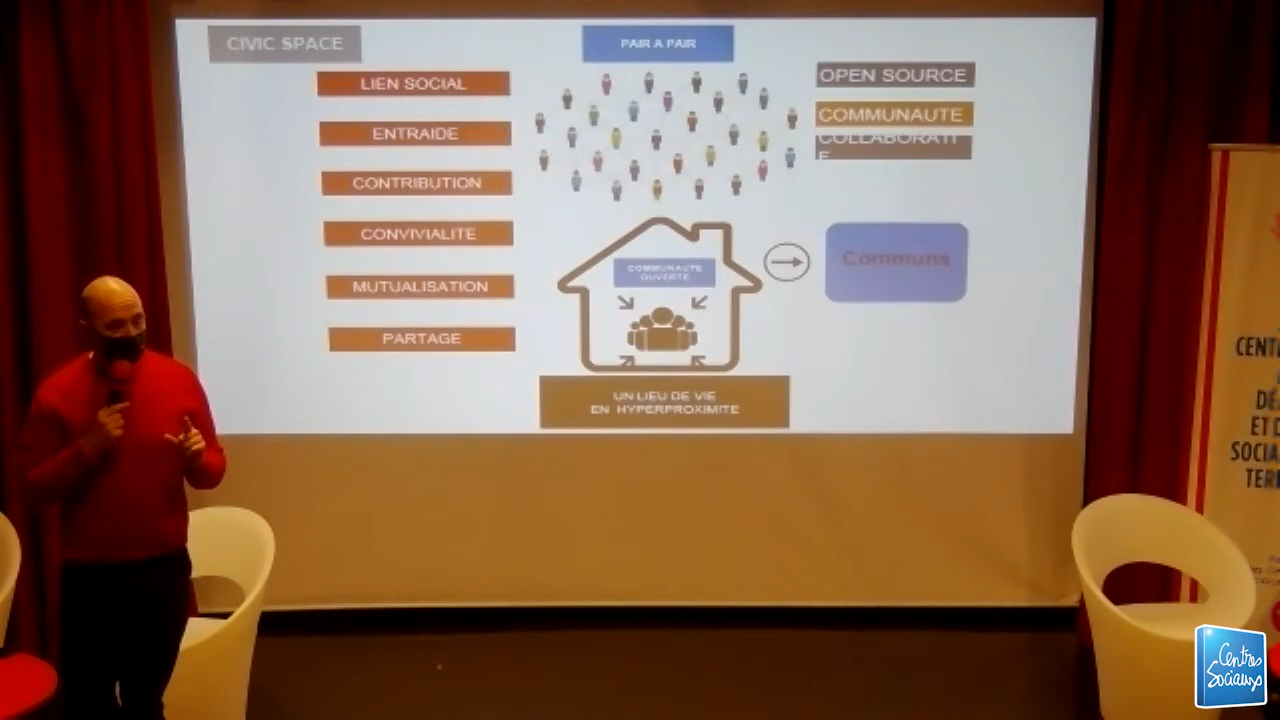 CIVIC SPACE
PAIR A PAIR
LIEN SOCIAL
ENTRAIDE
CONTRIBUTION
CONVIVIALITE
MUTUALISATION
PARTAGE
OPEN SOURCE
COMMUNAUTE
COLLABORATI
COMMUNAUTE
OUVERTE
Communs
UN LIEU DE VIE
EN HYPERPROXIMITE
CENT
DÉ
ET D
SOCIA
TERR
Centres
Sociaux